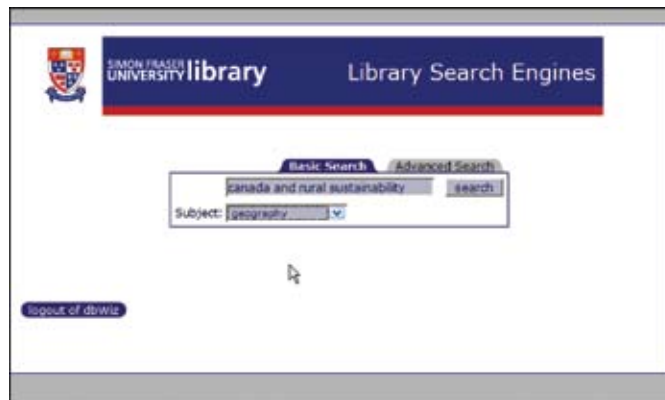 SIMON FRASER
UNIVERSITY library
Library Search Engines
Basic Search
Advanced Search
canada and rural sustainability
search
Subject: geography
logout of dbwiz